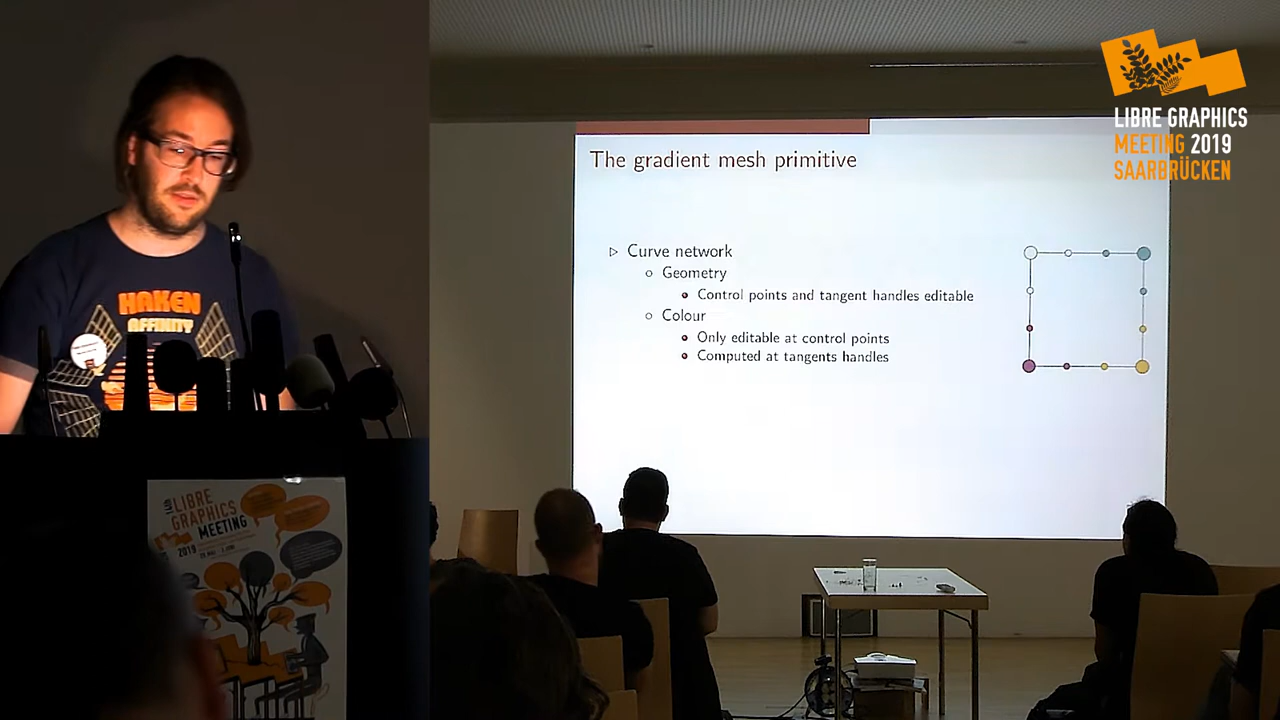 HAKEN
AFFINITY
LIBRE
GRAPHICS
MEETING
2019
The gradient mesh primitive
▷ Curve network
○ Geometry
• Control points and tangent handles editable
○ Colour
• Only editable at control points
• Computed at tangents handles
LIBRE GRAPHICS
MEETING 2019
SAARBRÜCKEN